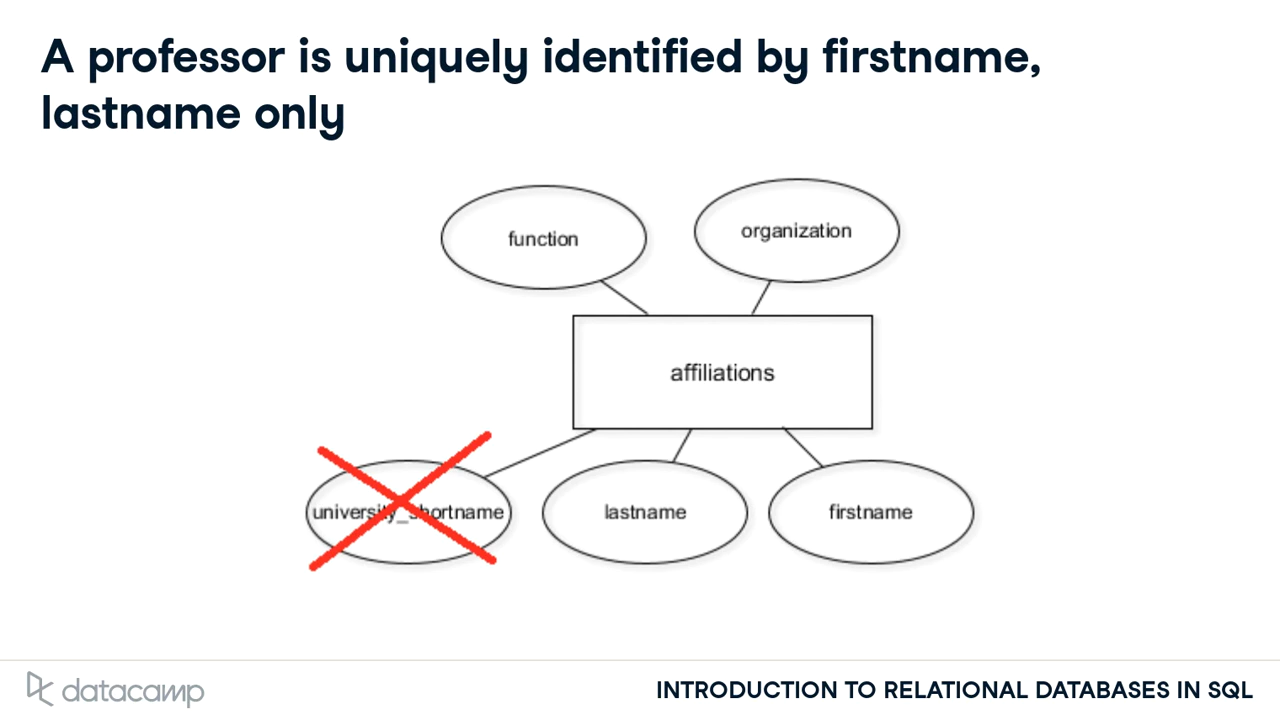 A professor is uniquely identified by firstname,
lastname only
function
organization
affiliations
university_shortname
lastname
firstname
datacamp
INTRODUCTION TO RELATIONAL DATABASES IN SQL